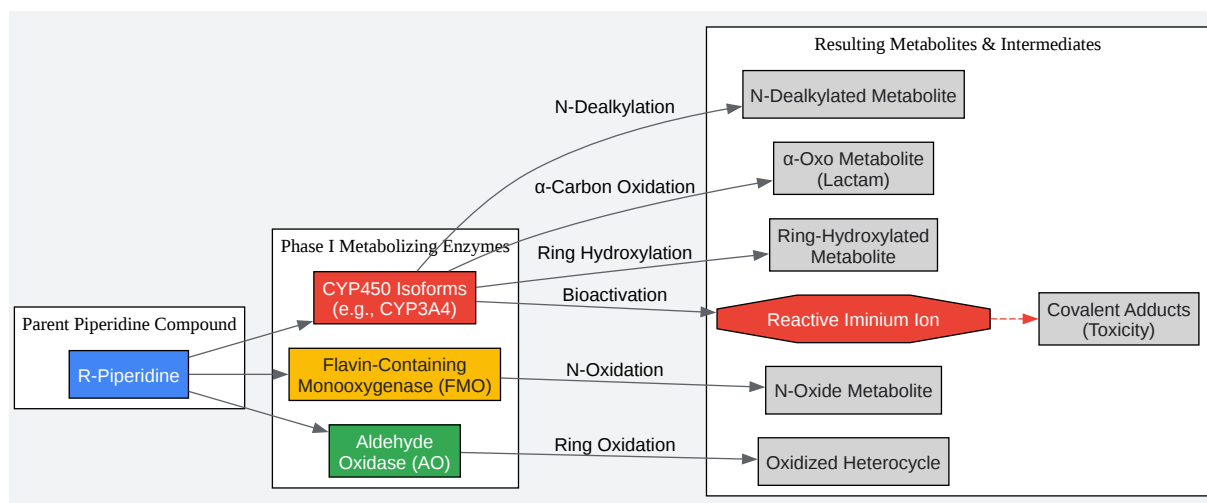 Resulting Metabolites & Intermediates
N-Dealkylation
N-Dealkylated Metabolite
α-Carbon Oxidation
α-Oxo Metabolite
(Lactam)
Phase I Metabolizing Enzymes
Ring Hydroxylation
Ring-Hydroxylated
Metabolite
CYP450 Isoforms
(e.g., CYP3A4)
Bioactivation
Reactive Iminium Ion
Covalent Adducts
(Toxicity)
Parent Piperidine Compound
R-Piperidine
Flavin-Containing
Monooxygenase (FMO)
N-Oxidation
N-Oxide Metabolite
Aldehyde
Oxidase (AO)
Ring Oxidation
Oxidized Heterocycle